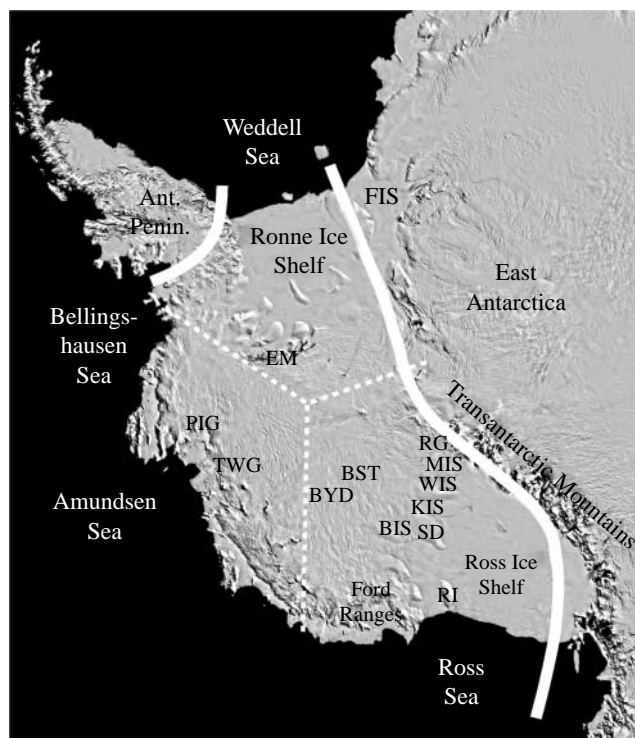 Weddell
Sea
Ant.
Penin.
FIS
Ronne Ice
Shelf
East
Antarctica
Bellings-
hausen
Sea
EM
PIG
TWG
Transantarctic Mountains
RG
MIS
WIS
BST
BYD
KIS
BIS
SD
Amundsen
Sea
Ross Ice
Shelf
Ford
Ranges
RI
Ross
Sea